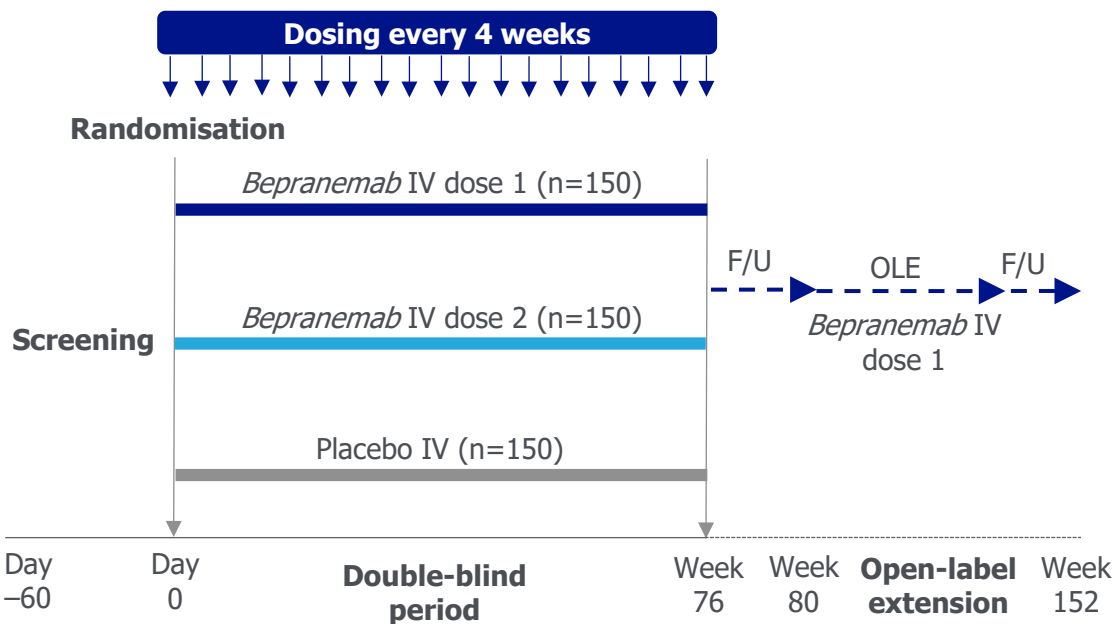 Dosing every 4 weeks
Randomisation
Bepranemab IV dose 1 (n=150)
F/U
OLE
F/U
Bepranemab IV dose 2 (n=150)
Bepranemab IV
dose 1
Screening
Placebo IV (n=150)
Day
–60
Day
0
Double-blind
period
Week
76
Week
80
Open-label
extension
Week
152